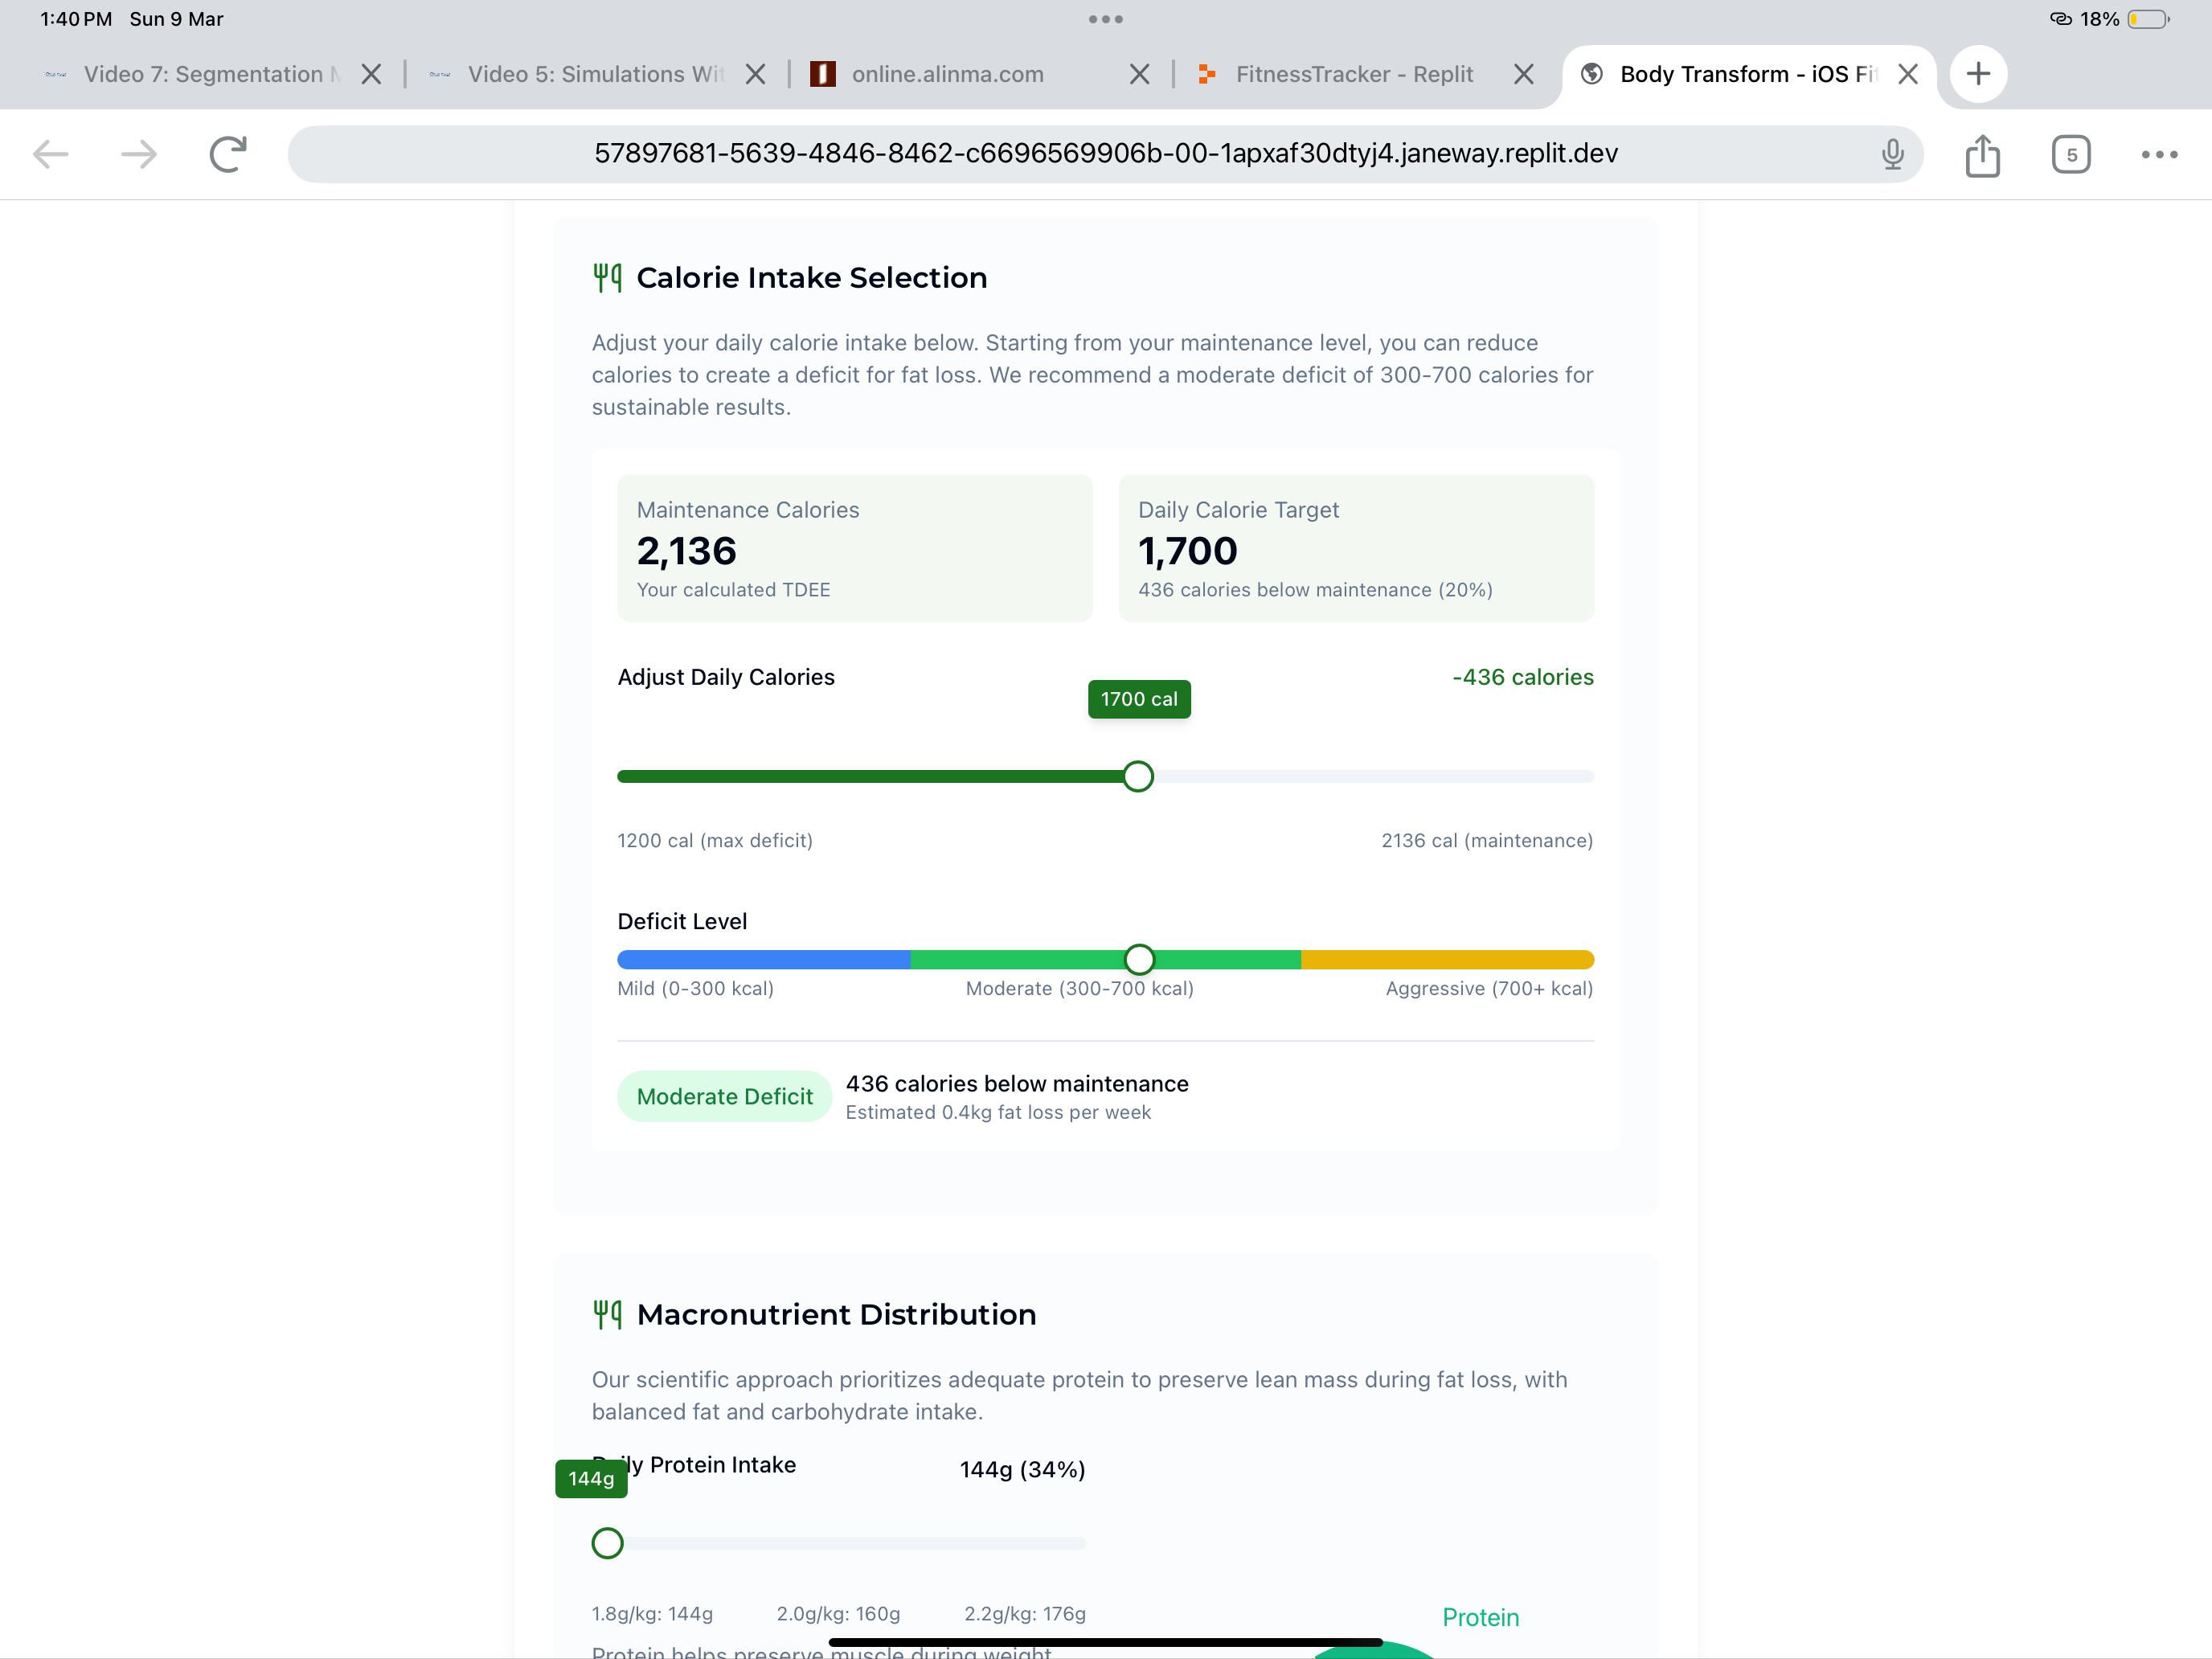 1:40 PM Sun 9 Mar
18%
Video 7: Segmentation
Video 5: Simulations Wit
online.alinma.com
FitnessTracker - Replit
Body Transform - iOS Fit
57897681-5639-4846-8462-c6696569906b-00-1apxaf30dtyj4.janeway.replit.dev
5
Calorie Intake Selection
Adjust your daily calorie intake below. Starting from your maintenance level, you can reduce
calories to create a deficit for fat loss. We recommend a moderate deficit of 300-700 calories for
sustainable results.
Maintenance Calories
2,136
Your calculated TDEE
Daily Calorie Target
1,700
436 calories below maintenance (20%)
Adjust Daily Calories
-436 calories
1700 cal
1200 cal (max deficit)
2136 cal (maintenance)
Deficit Level
Mild (0-300 kcal)
Moderate (300-700 kcal)
Aggressive (700+ kcal)
Moderate Deficit
436 calories below maintenance
Estimated 0.4kg fat loss per week
Macronutrient Distribution
Our scientific approach prioritizes adequate protein to preserve lean mass during fat loss, with
balanced fat and carbohydrate intake.
Daily Protein Intake
144g (34%)
144g
1.8g/kg: 144g
2.0g/kg: 160g
2.2g/kg: 176g
Protein helps preserve muscle during weight
Protein